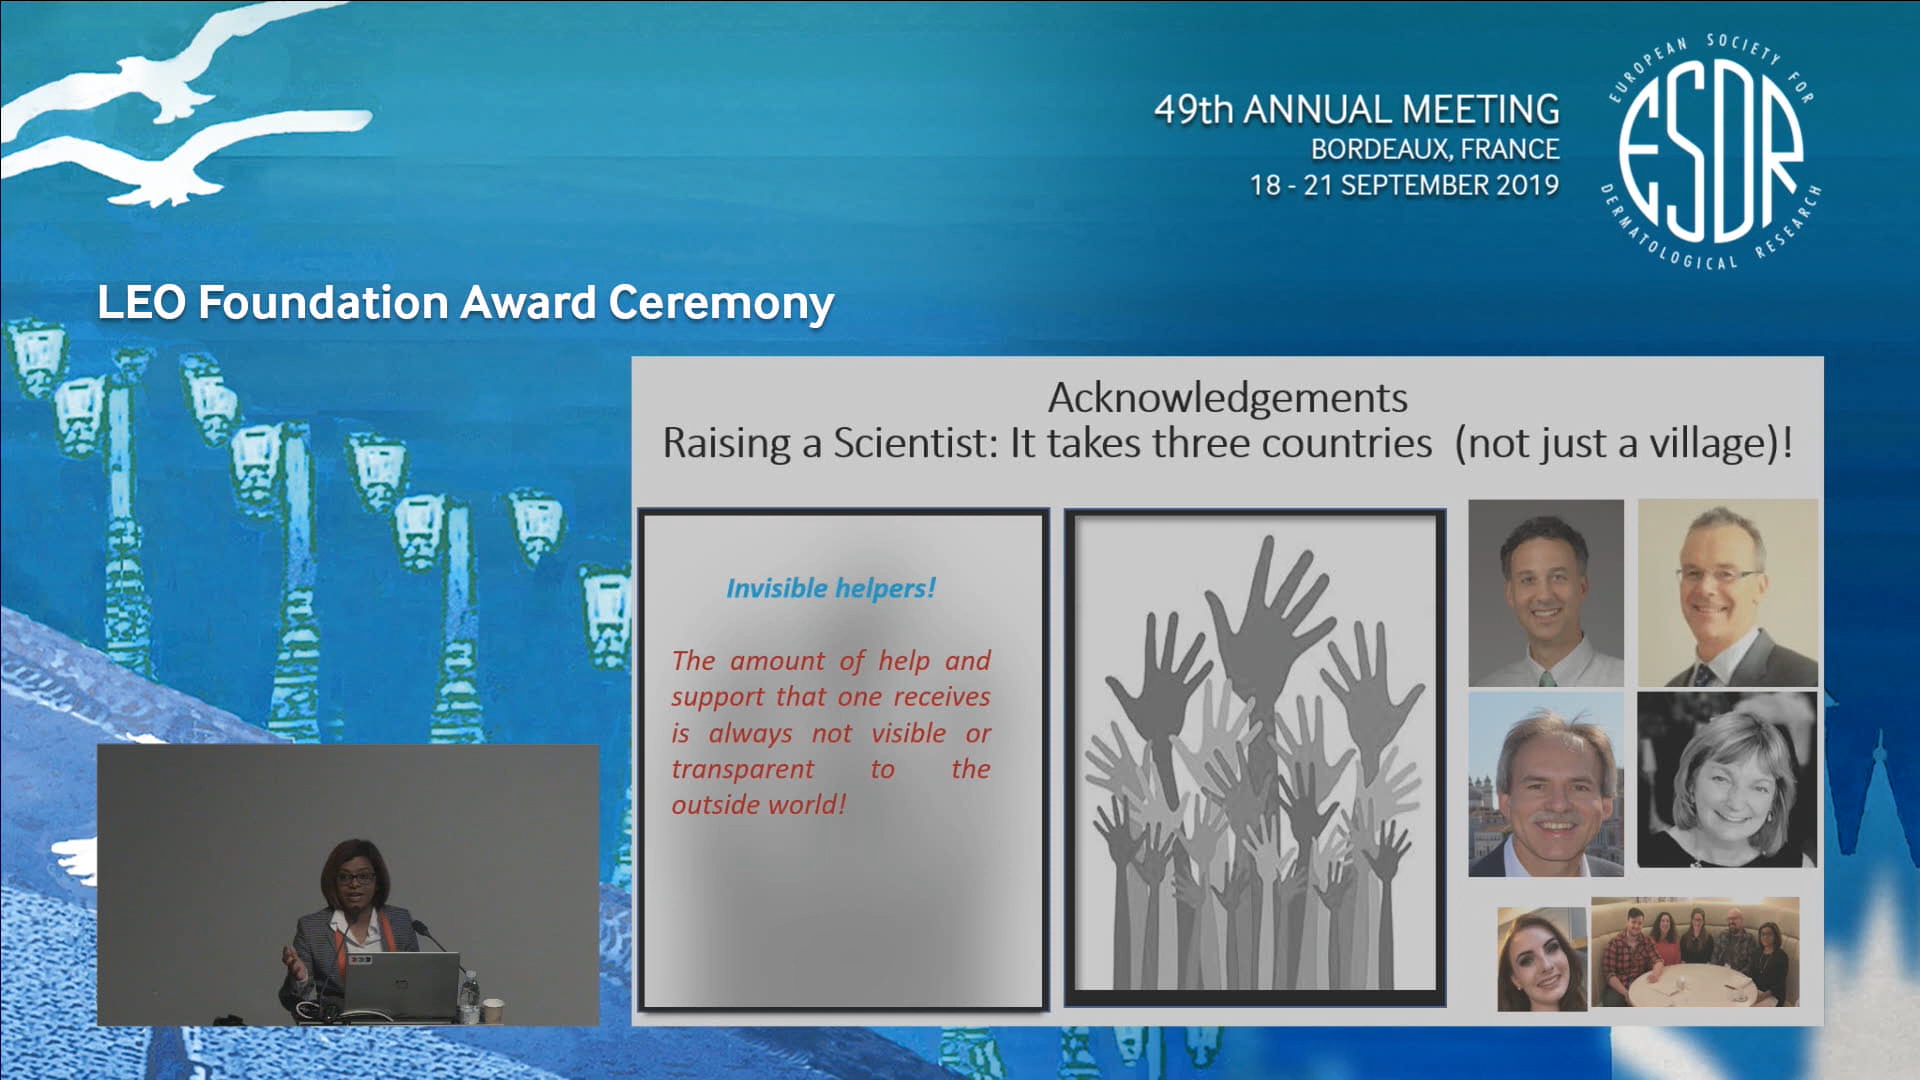 49th ANNUAL MEETING
BORDEAUX, FRANCE
18 - 21 SEPTEMBER 2019
EUROPEAN SOCIETY FOR
ESDR
DERMATOLOGICAL RESEARCH
LEO Foundation Award Ceremony
Acknowledgements
Raising a Scientist: It takes three countries (not just a village)!
Invisible helpers!
The amount of help and
support that one receives
is always not visible or
transparent to the
outside world!